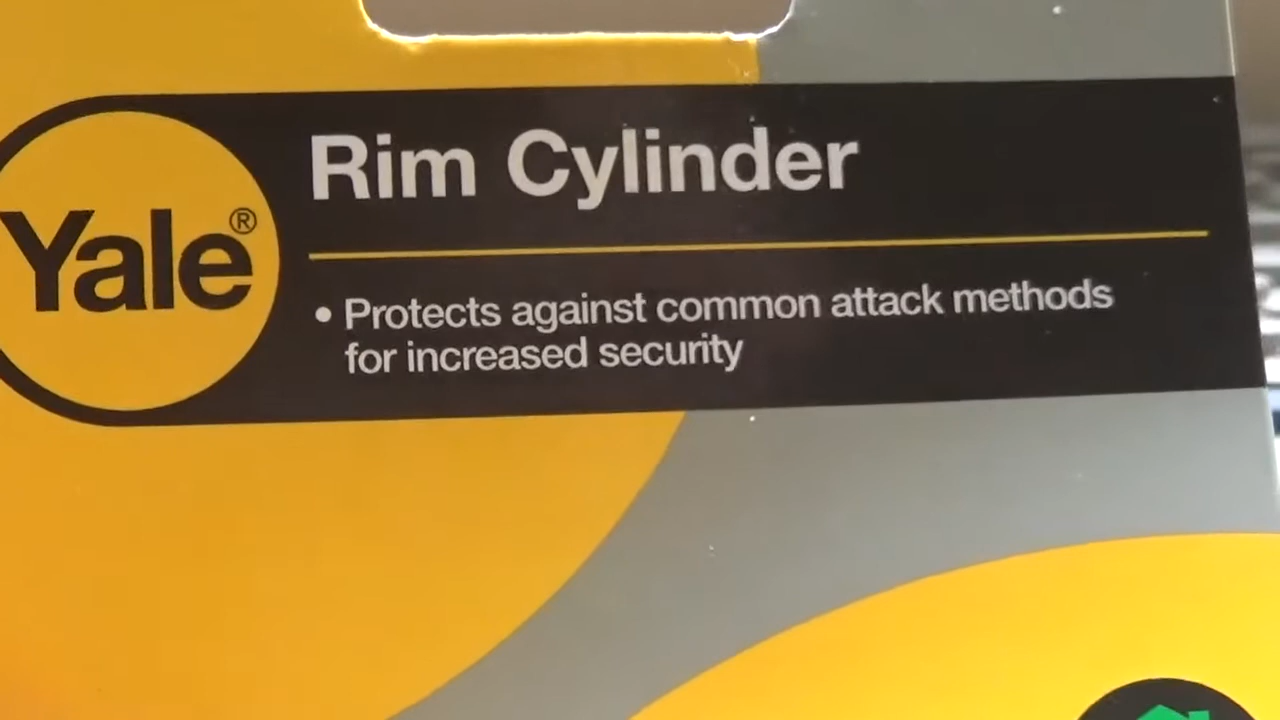 Yale®
Rim Cylinder
• Protects against common attack methods
for increased security